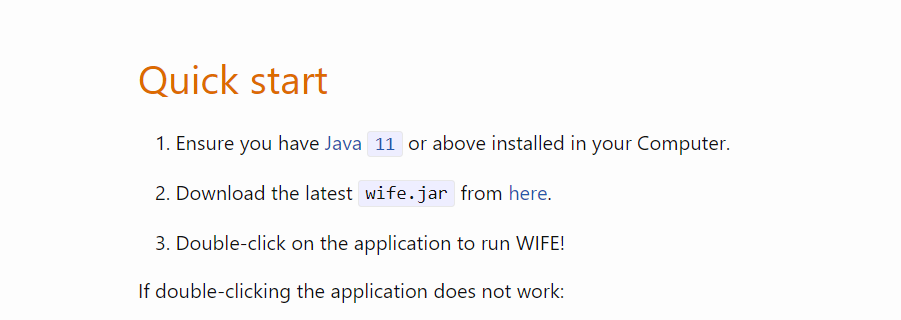 Quick start
1. Ensure you have Java 11 or above installed in your Computer.
2. Download the latest wife.jar from here.
3. Double-click on the application to run WIFE!
If double-clicking the application does not work: